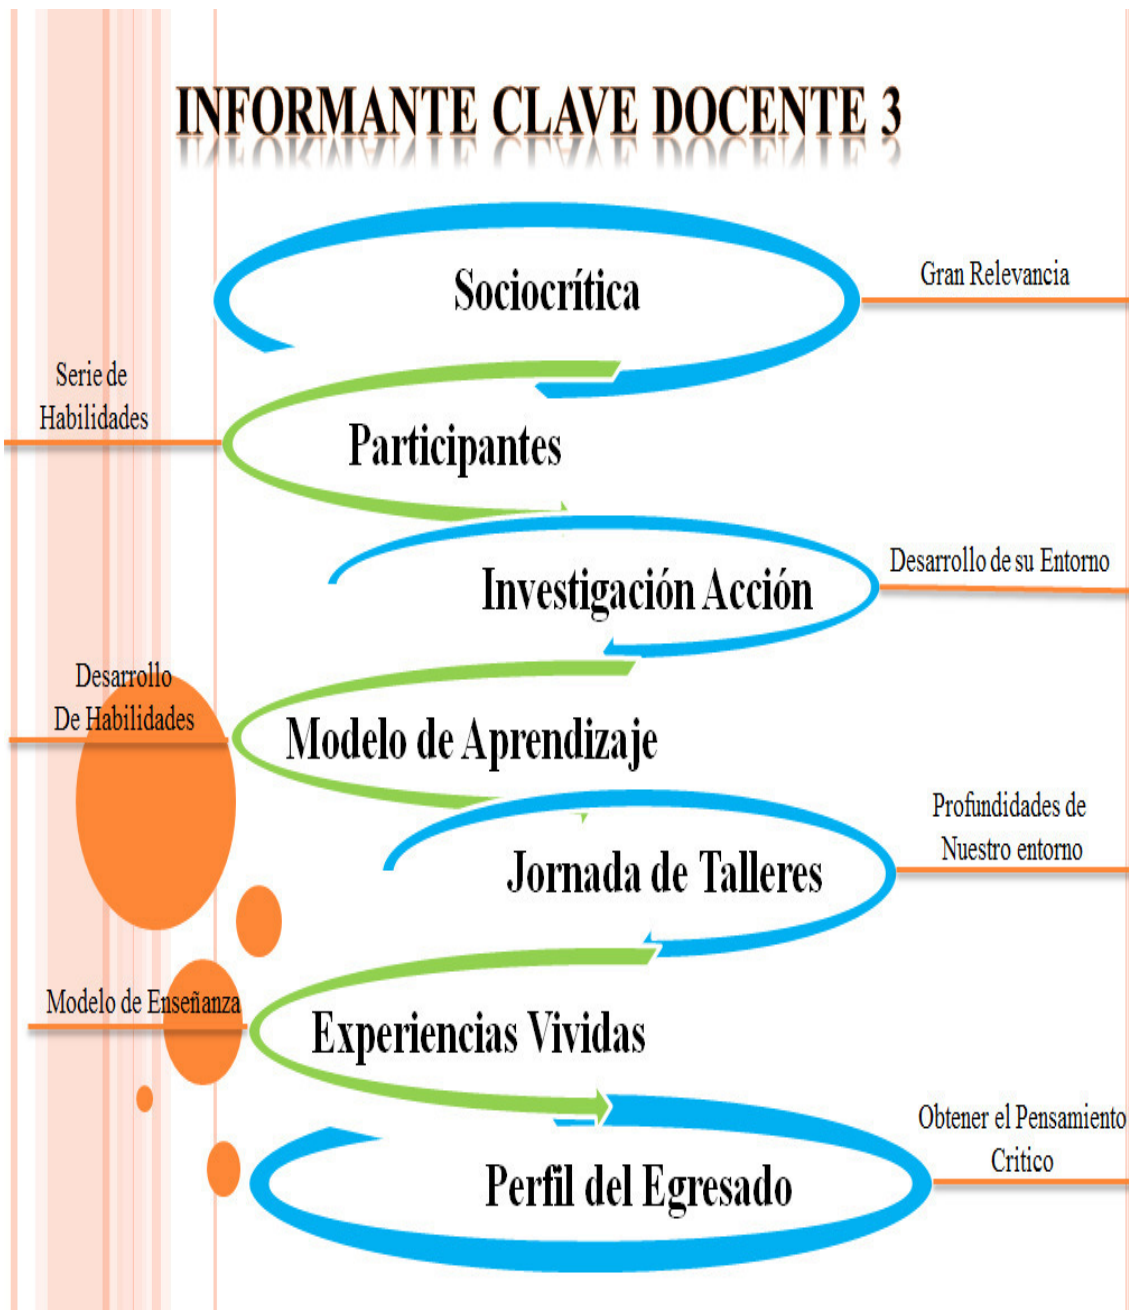 INFORMANTE CLAVE DOCENTE 3
Sociocrítica
Gran Relevancia
Serie de
Habilidades
Participantes
Investigación Acción
Desarrollo de su Entorno
Desarrollo
De Habilidades
Modelo de Aprendizaje
Jornada de Talleres
Profundidades de
Nuestro entorno
Modelo de Enseñanza
Experiencias Vividas
Perfil del Egresado
Obtener el Pensamiento
Critico